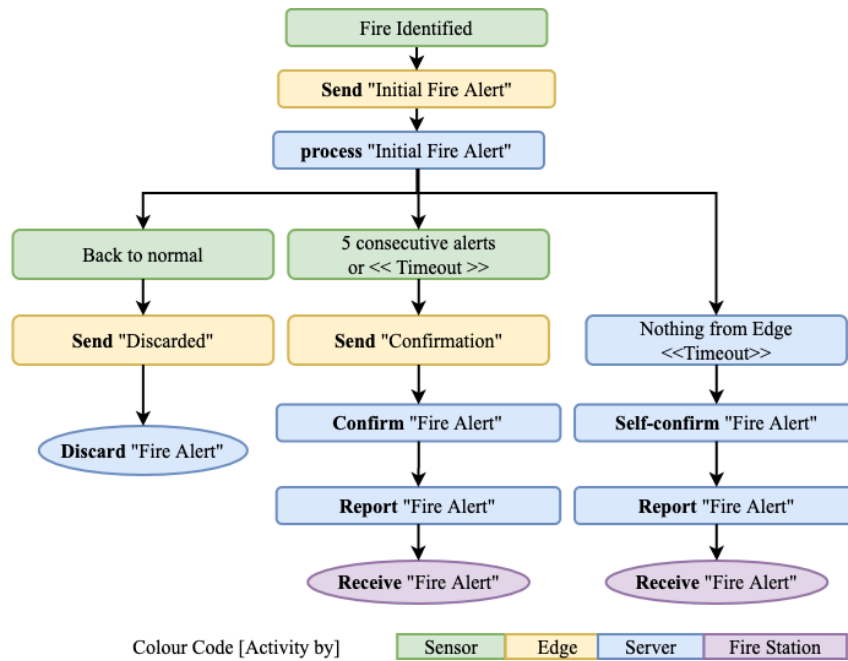 Fire Identified
Send "Initial Fire Alert"
process "Initial Fire Alert"
Back to normal
5 consecutive alerts
or << Timeout >>
Send "Discarded"
Send "Confirmation"
Nothing from Edge
<<Timeout>>
Discard "Fire Alert"
Confirm "Fire Alert"
Self-confirm "Fire Alert"
Report "Fire Alert"
Report "Fire Alert"
Receive "Fire Alert"
Receive "Fire Alert"
Colour Code [Activity by]
Sensor
Edge
Server
Fire Station